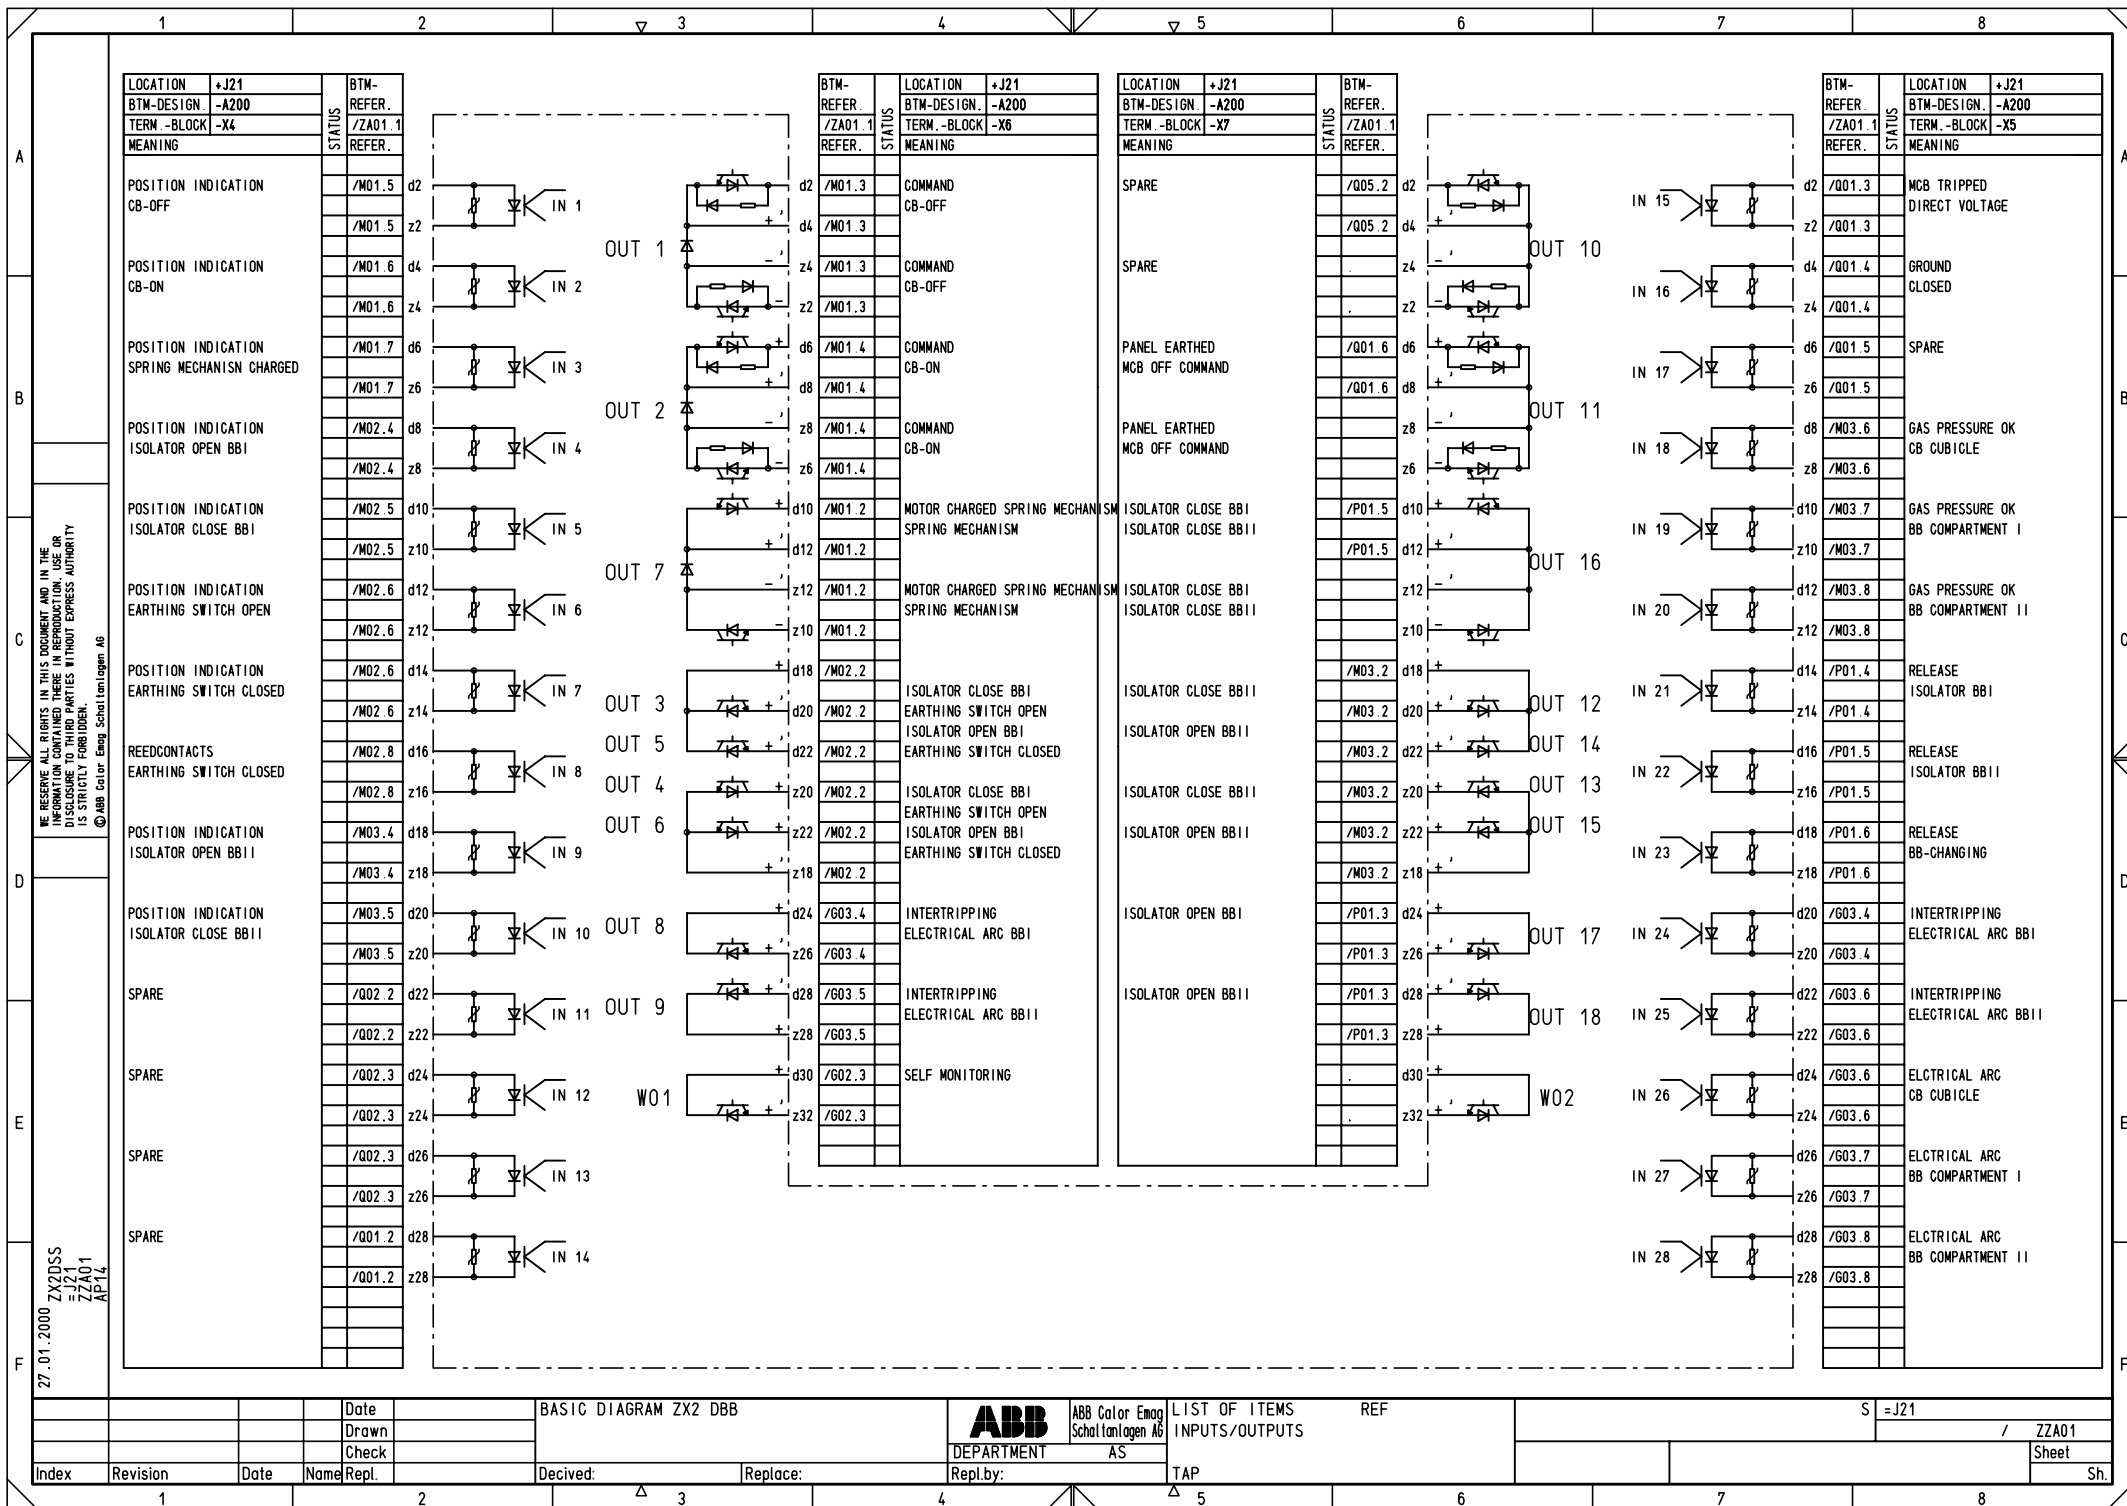 1 2 3 4 5 6 7 8
A
B
C
D
E
F
LOCATION +J21
BTM-DESIGN. -A200
TERM.-BLOCK -X4
MEANING
STATUS
BTM-
REFER.
/ZA01.1
REFER.
POSITION INDICATION /M01.5 d2
CB-OFF IN 1
/M01.5 z2
POSITION INDICATION /M01.6 d4
CB-ON IN 2
/M01.6 z4
POSITION INDICATION /M01.7 d6
SPRING MECHANISN CHARGED IN 3
/M01.7 z6
POSITION INDICATION /M02.4 d8
ISOLATOR OPEN BBI IN 4
/M02.4 z8
POSITION INDICATION /M02.5 d10
ISOLATOR CLOSE BBI IN 5
/M02.5 z10
POSITION INDICATION /M02.6 d12
EARTHING SWITCH OPEN IN 6
/M02.6 z12
POSITION INDICATION /M02.6 d14
EARTHING SWITCH CLOSED IN 7
/M02.6 z14
REEDCONTACTS /M02.8 d16
EARTHING SWITCH CLOSED IN 8
/M02.8 z16
POSITION INDICATION /M03.4 d18
ISOLATOR OPEN BBII IN 9
/M03.4 z18
POSITION INDICATION /M03.5 d20
ISOLATOR CLOSE BBII IN 10
/M03.5 z20
SPARE /Q02.2 d22
IN 11
/Q02.2 z22
SPARE /Q02.3 d24
IN 12
/Q02.3 z24
SPARE /Q02.3 d26
IN 13
/Q02.3 z26
SPARE /Q01.2 d28
IN 14
/Q01.2 z28
OUT 1
OUT 2
OUT 7
OUT 3
OUT 5
OUT 4
OUT 6
OUT 8
OUT 9
W01
BTM-
REFER.
/ZA01.1
REFER.
STATUS
LOCATION +J21
BTM-DESIGN. -A200
TERM.-BLOCK -X6
MEANING
d2 /M01.3 COMMAND
CB-OFF
d4 /M01.3
z4 /M01.3 COMMAND
CB-OFF
z2 /M01.3
d6 /M01.4 COMMAND
CB-ON
d8 /M01.4
z8 /M01.4 COMMAND
CB-ON
z6 /M01.4
d10 /M01.2 MOTOR CHARGED SPRING MECHANISM
SPRING MECHANISM
d12 /M01.2
z12 /M01.2 MOTOR CHARGED SPRING MECHANISM
SPRING MECHANISM
z10 /M01.2
d18 /M02.2
ISOLATOR CLOSE BBI
d20 /M02.2 EARTHING SWITCH OPEN
ISOLATOR OPEN BBI
d22 /M02.2 EARTHING SWITCH CLOSED
z20 /M02.2 ISOLATOR CLOSE BBI
EARTHING SWITCH OPEN
z22 /M02.2 ISOLATOR OPEN BBI
EARTHING SWITCH CLOSED
z18 /M02.2
d24 /G03.4 INTERTRIPPING
ELECTRICAL ARC BBI
z26 /G03.4
d28 /G03.5 INTERTRIPPING
ELECTRICAL ARC BBII
z28 /G03.5
d30 /G02.3 SELF MONITORING
z32 /G02.3
LOCATION +J21
BTM-DESIGN. -A200
TERM.-BLOCK -X7
MEANING
STATUS
BTM-
REFER.
/ZA01.1
REFER.
SPARE /Q05.2 d2
/Q05.2 d4
SPARE . z4
. z2
PANEL EARTHED /Q01.6 d6
MCB OFF COMMAND
/Q01.6 d8
PANEL EARTHED z8
MCB OFF COMMAND
z6
ISOLATOR CLOSE BBI /P01.5 d10
ISOLATOR CLOSE BBII
/P01.5 d12
ISOLATOR CLOSE BBI z12
ISOLATOR CLOSE BBII
z10
/M03.2 d18
ISOLATOR CLOSE BBII
/M03.2 d20
ISOLATOR OPEN BBII
/M03.2 d22
ISOLATOR CLOSE BBII /M03.2 z20
ISOLATOR OPEN BBII /M03.2 z22
/M03.2 z18
ISOLATOR OPEN BBI /P01.3 d24
/P01.3 z26
ISOLATOR OPEN BBII /P01.3 d28
/P01.3 z28
. d30
. z32
OUT 10
OUT 11
OUT 16
OUT 12
OUT 14
OUT 13
OUT 15
OUT 17
OUT 18
W02
BTM-
REFER.
/ZA01.1
REFER.
STATUS
LOCATION +J21
BTM-DESIGN. -A200
TERM.-BLOCK -X5
MEANING
d2 /Q01.3 MCB TRIPPED
IN 15 DIRECT VOLTAGE
z2 /Q01.3
d4 /Q01.4 GROUND
IN 16 CLOSED
z4 /Q01.4
d6 /Q01.5 SPARE
IN 17
z6 /Q01.5
d8 /M03.6 GAS PRESSURE OK
IN 18 CB CUBICLE
z8 /M03.6
d10 /M03.7 GAS PRESSURE OK
IN 19 BB COMPARTMENT I
z10 /M03.7
d12 /M03.8 GAS PRESSURE OK
IN 20 BB COMPARTMENT II
z12 /M03.8
d14 /P01.4 RELEASE
IN 21 ISOLATOR BBI
z14 /P01.4
d16 /P01.5 RELEASE
IN 22 ISOLATOR BBII
z16 /P01.5
d18 /P01.6 RELEASE
IN 23 BB-CHANGING
z18 /P01.6
d20 /G03.4 INTERTRIPPING
IN 24 ELECTRICAL ARC BBI
z20 /G03.4
d22 /G03.6 INTERTRIPPING
IN 25 ELECTRICAL ARC BBII
z22 /G03.6
d24 /G03.6 ELCTRICAL ARC
IN 26 CB CUBICLE
z24 /G03.6
d26 /G03.7 ELCTRICAL ARC
IN 27 BB COMPARTMENT I
z26 /G03.7
d28 /G03.8 ELCTRICAL ARC
IN 28 BB COMPARTMENT II
z28 /G03.8
A
B
C
D
E
F
WE RESERVE ALL RIGHTS IN THIS DOCUMENT AND IN THE
INFORMATION CONTAINED THERE IN REPRODUCTION. USE OR
DISCLOSURE TO THIRD PARTIES WITHOUT EXPRESS AUTHORITY
IS STRICTLY FORBIDEN.
© ABB Calor Emag Schaltanlagen AG
27.01.2000
ZX2DSS
=J21
ZZA01
AP14
Date
Drawn
Check
Index Revision Date Name Repl.
BASIC DIAGRAM ZX2 DBB
Decived: Replace:
ABB
ABB Calor Emag
Schaltanlagen AG
DEPARTMENT AS
Repl.by:
LIST OF ITEMS REF
INPUTS/OUTPUTS
TAP
S =J21
/ ZZA01
Sheet
Sh.
1 2 3 4 5 6 7 8